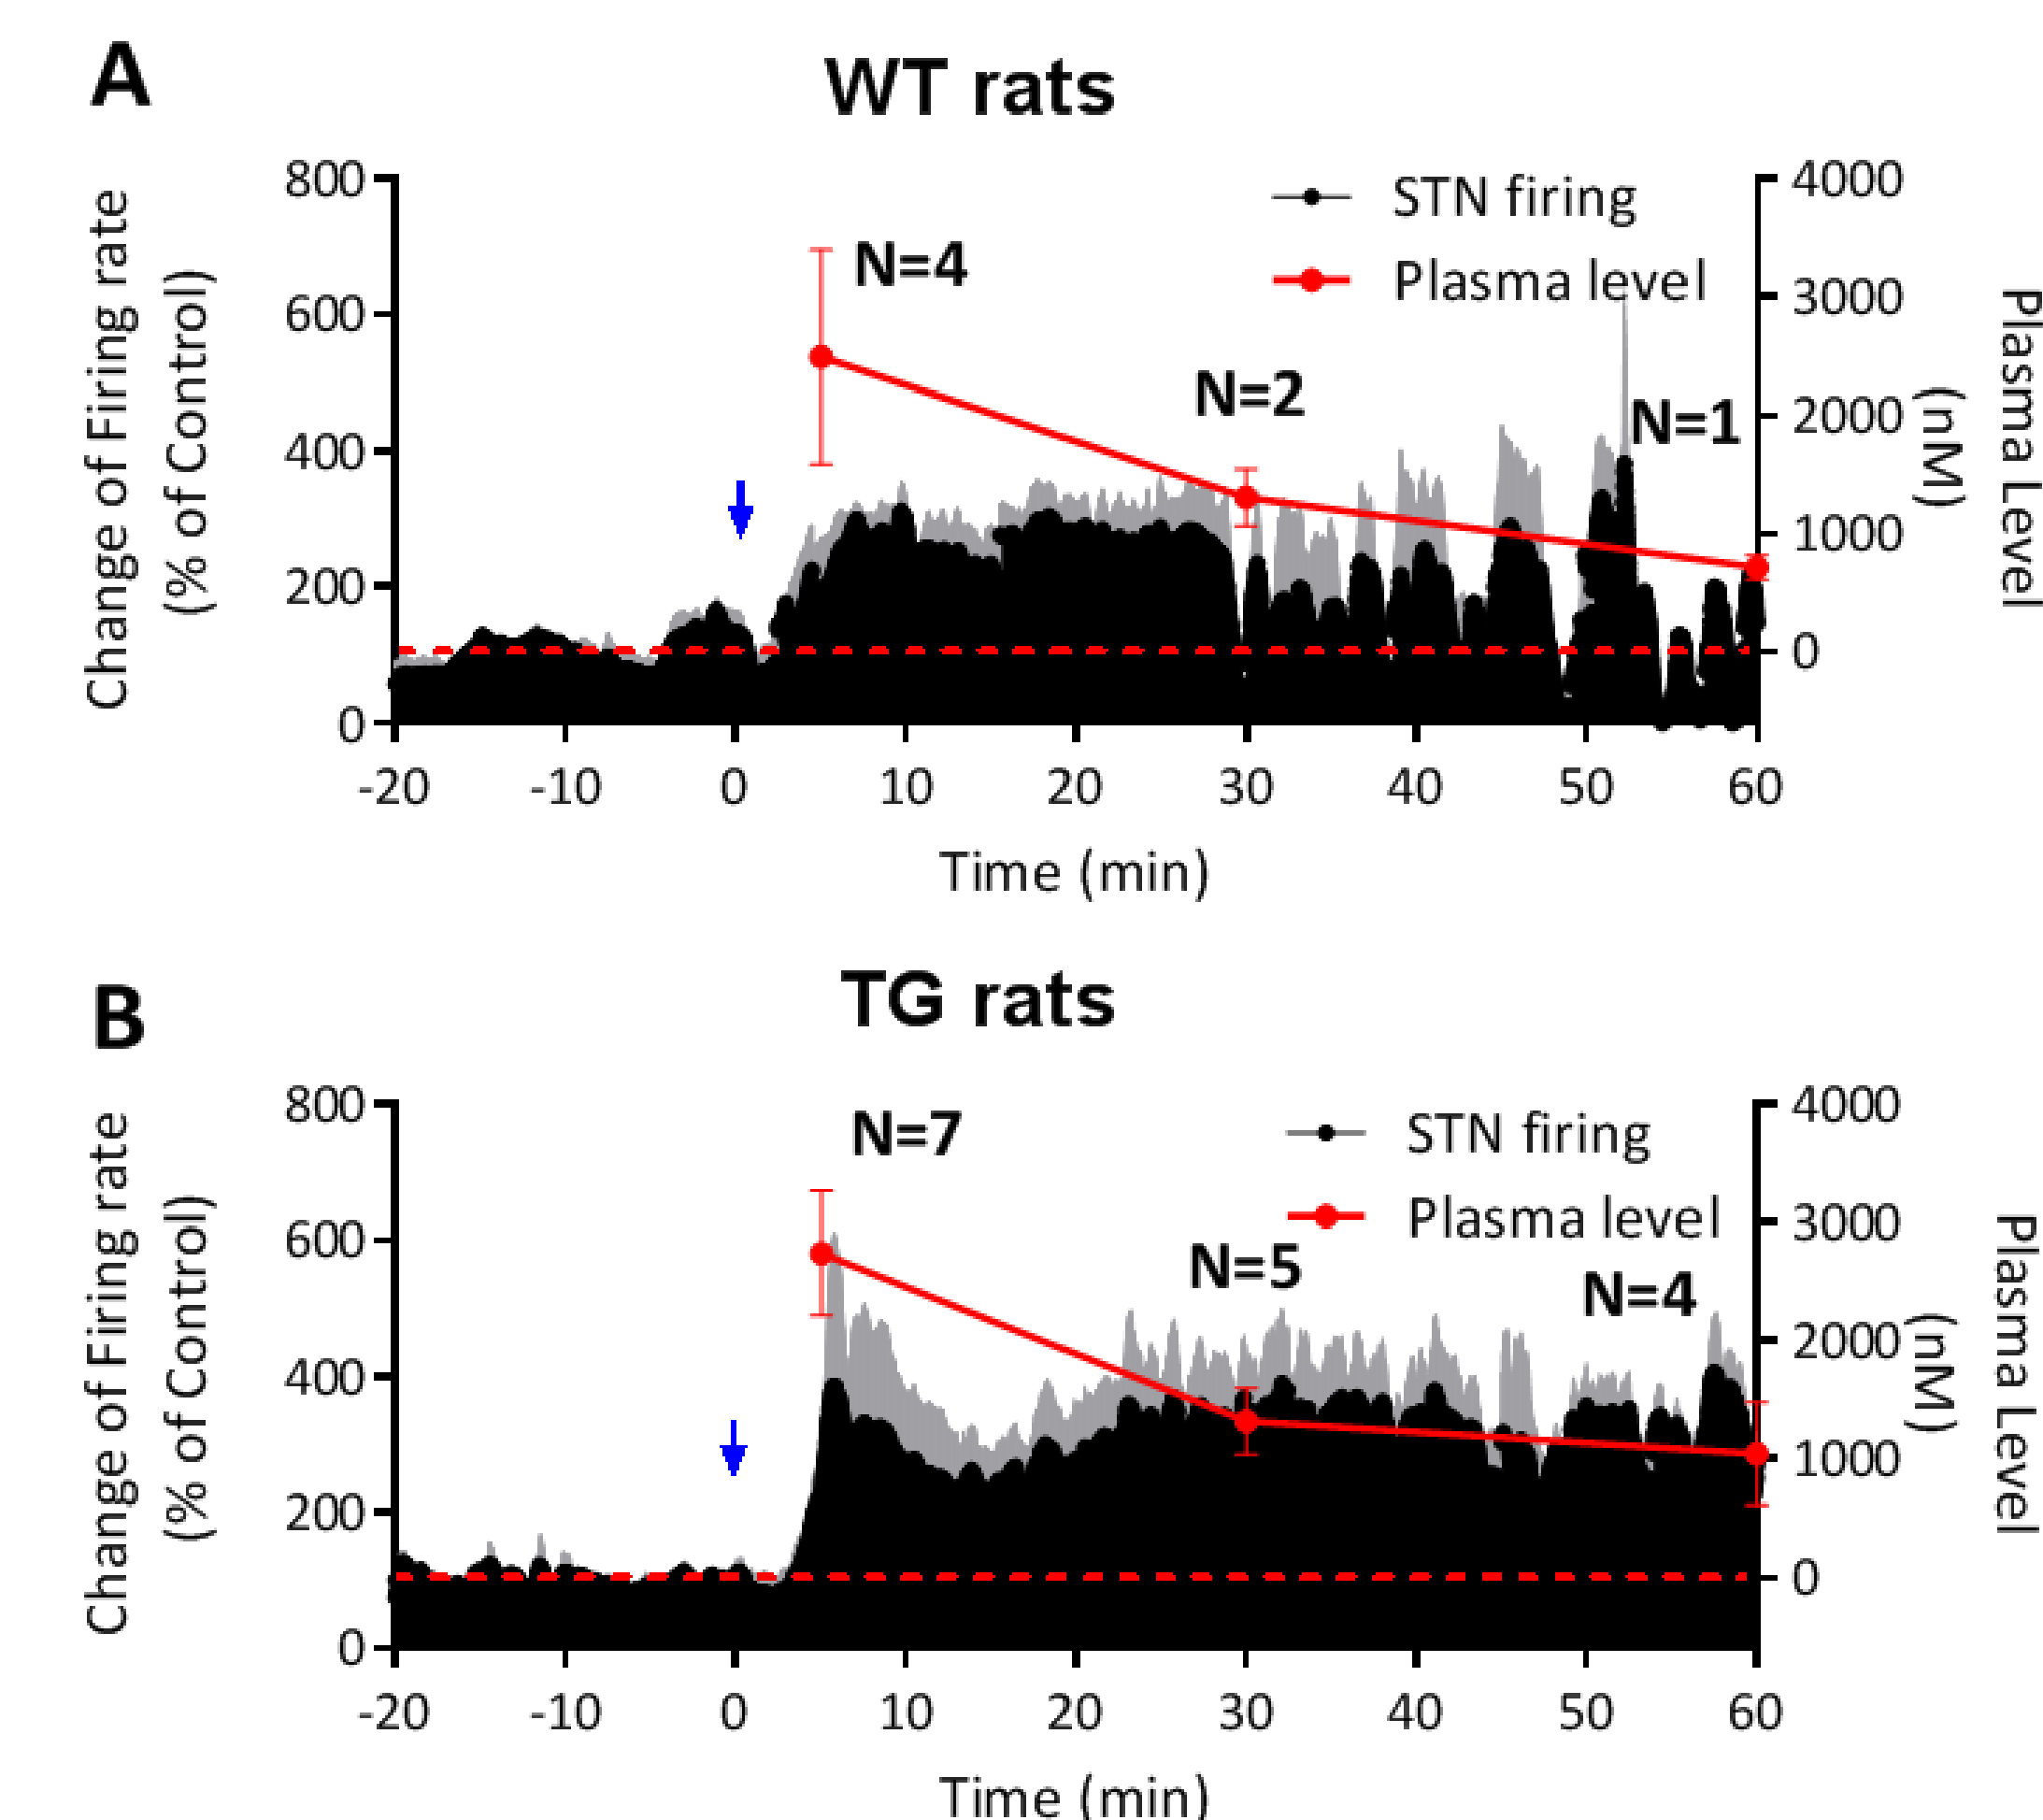 A
WT rats
Change of Firing rate
(% of Control)
800
600
400
200
0
STN firing
Plasma level
N=4
N=2
N=1
4000
3000
2000
1000
0
Plasma Level
(nM)
-20 -10 0 10 20 30 40 50 60
Time (min)
B
TG rats
Change of Firing rate
(% of Control)
800
600
400
200
0
STN firing
Plasma level
N=7
N=5
N=4
4000
3000
2000
1000
0
Plasma Level
(nM)
-20 -10 0 10 20 30 40 50 60
Time (min)